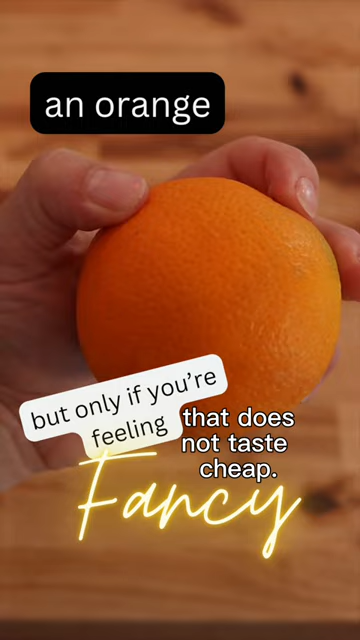 an orange
but only if you're
feeling
that does
not taste
cheap.
Fancy